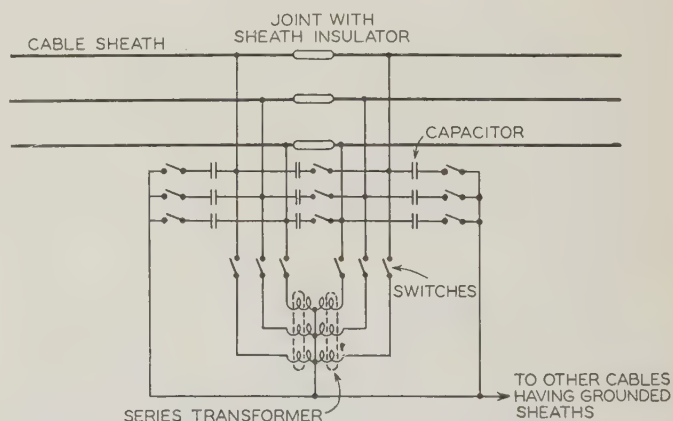 JOINT WITH
SHEATH INSULATOR
CABLE SHEATH
CAPACITOR
SWITCHES
SERIES TRANSFORMER
TO OTHER CABLES
HAVING GROUNDED
SHEATHS